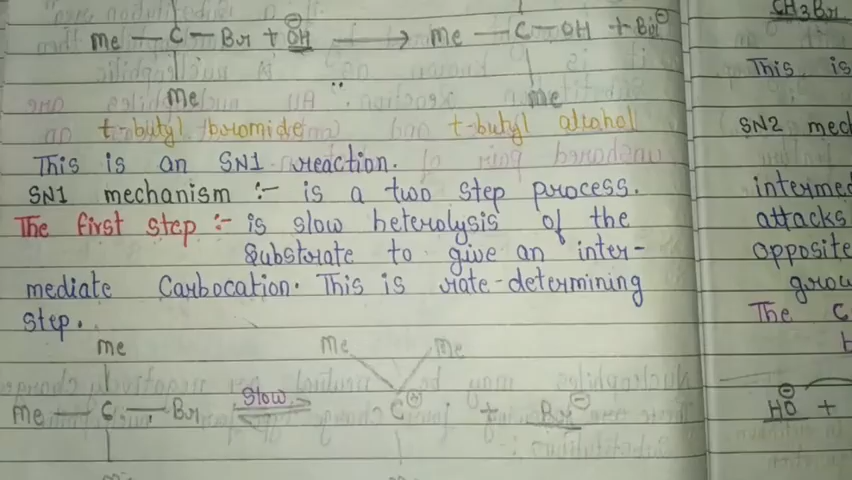 Me — C — Br + OH⊖ → Me — C — OH + Br⊖
Me Me
t-butyl bromide t-butyl alcohal
This is an SN1 reaction.
SN1 mechanism :- is a two step process.
The first step :- is slow heterolysis of the
substrate to give an inter-
mediate Carbocation. This is rate-determining
step.
Me Me Me
Me — C — Br slow ⇌ C⊕ + Br⊖
CH3Br
This is
SN2 mech
intermed
attacks
opposite
grou
The C
b
HO⊖ +